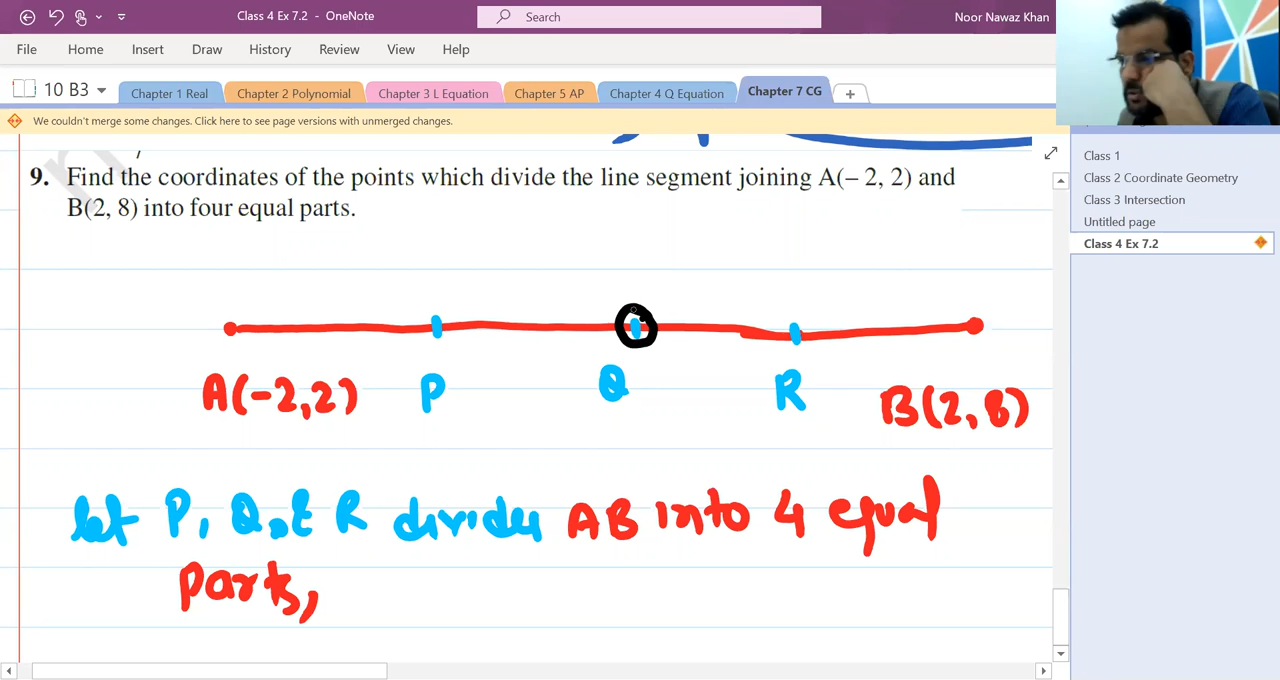 Class 4 Ex 7.2 - OneNote
Search
Noor Nawaz Khan
File Home Insert Draw History Review View Help
10 B3
Chapter 1 Real
Chapter 2 Polynomial
Chapter 3 L Equation
Chapter 5 AP
Chapter 4 Q Equation
Chapter 7 CG
We couldn't merge some changes. Click here to see page versions with unmerged changes.
Class 1
Class 2 Coordinate Geometry
Class 3 Intersection
Untitled page
Class 4 Ex 7.2
9. Find the coordinates of the points which divide the line segment joining A(– 2, 2) and
B(2, 8) into four equal parts.
A(-2,2) P Q R B(2,8)
let P, Q, & R divides AB into 4 equal
parts,